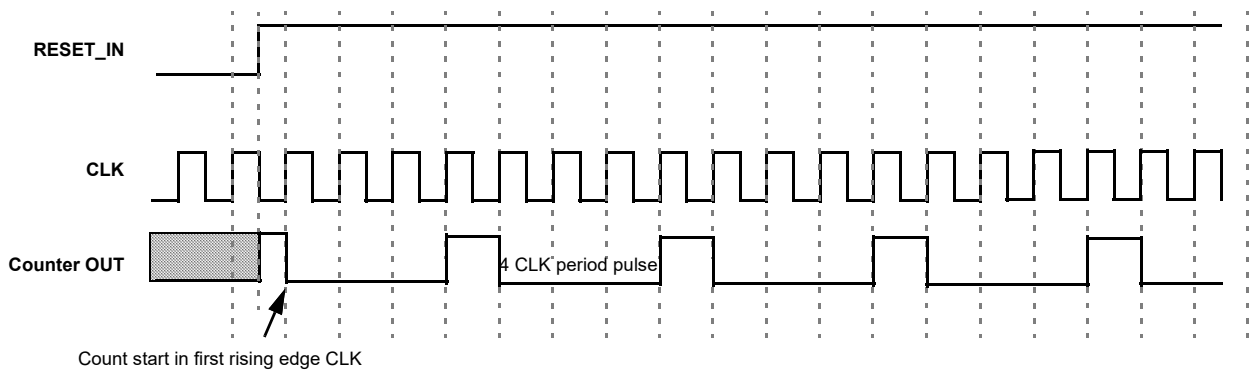 RESET_IN
CLK
Counter OUT
4 CLK period pulse
Count start in first rising edge CLK